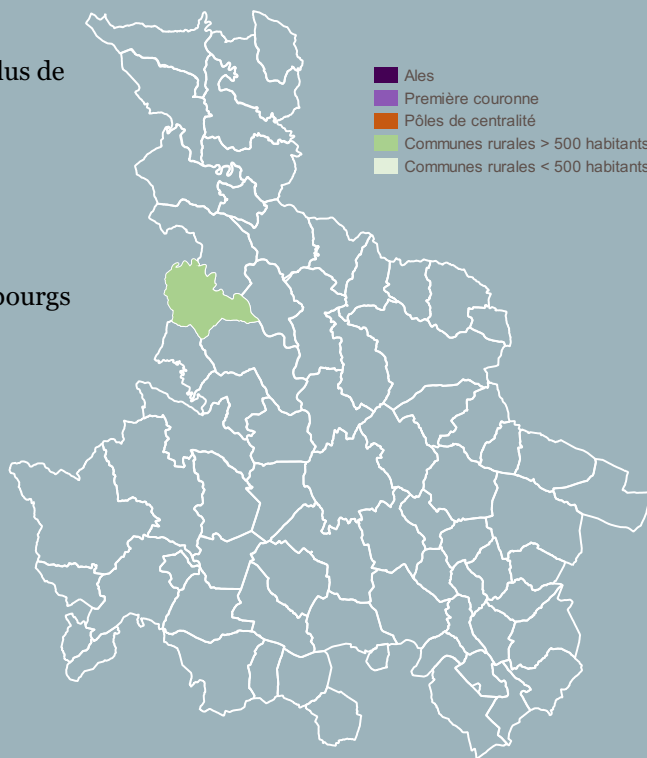 lus de
Ales
Première couronne
Pôles de centralité
Communes rurales > 500 habitants
Communes rurales < 500 habitants
bourgs